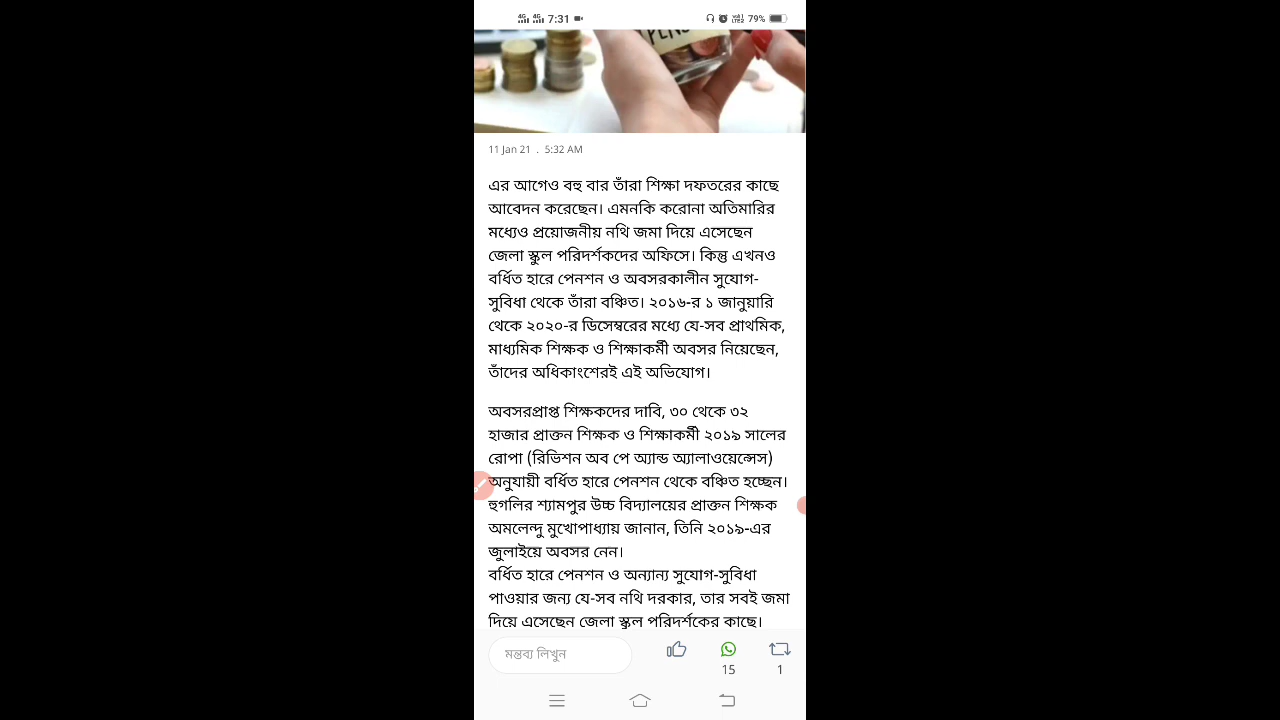 4G 4G 7:31 79%
PENS
11 Jan 21 . 5:32 AM
এর আগেও বহু বার তাঁরা শিক্ষা দফতরের কাছে
আবেদন করেছেন। এমনকি করোনা অতিমারির
মধ্যেও প্রয়োজনীয় নথি জমা দিয়ে এসেছেন
জেলা স্কুল পরিদর্শকদের অফিসে। কিন্তু এখনও
বর্ধিত হারে পেনশন ও অবসরকালীন সুযোগ-
সুবিধা থেকে তাঁরা বঞ্চিত। ২০১৬-র ১ জানুয়ারি
থেকে ২০২০-র ডিসেম্বরের মধ্যে যে-সব প্রাথমিক,
মাধ্যমিক শিক্ষক ও শিক্ষাকর্মী অবসর নিয়েছেন,
তাঁদের অধিকাংশেরই এই অভিযোগ।
অবসরপ্রাপ্ত শিক্ষকদের দাবি, ৩০ থেকে ৩২
হাজার প্রাক্তন শিক্ষক ও শিক্ষাকর্মী ২০১৯ সালের
রোপা (রিভিশন অব পে অ্যান্ড অ্যালাওয়েন্সেস)
অনুযায়ী বর্ধিত হারে পেনশন থেকে বঞ্চিত হচ্ছেন।
হুগলির শ্যামপুর উচ্চ বিদ্যালয়ের প্রাক্তন শিক্ষক
অমলেন্দু মুখোপাধ্যায় জানান, তিনি ২০১৯-এর
জুলাইয়ে অবসর নেন।
বর্ধিত হারে পেনশন ও অন্যান্য সুযোগ-সুবিধা
পাওয়ার জন্য যে-সব নথি দরকার, তার সবই জমা
দিয়ে এসেছেন জেলা স্কুল পরিদর্শকের কাছে।
মন্তব্য লিখুন
15 1